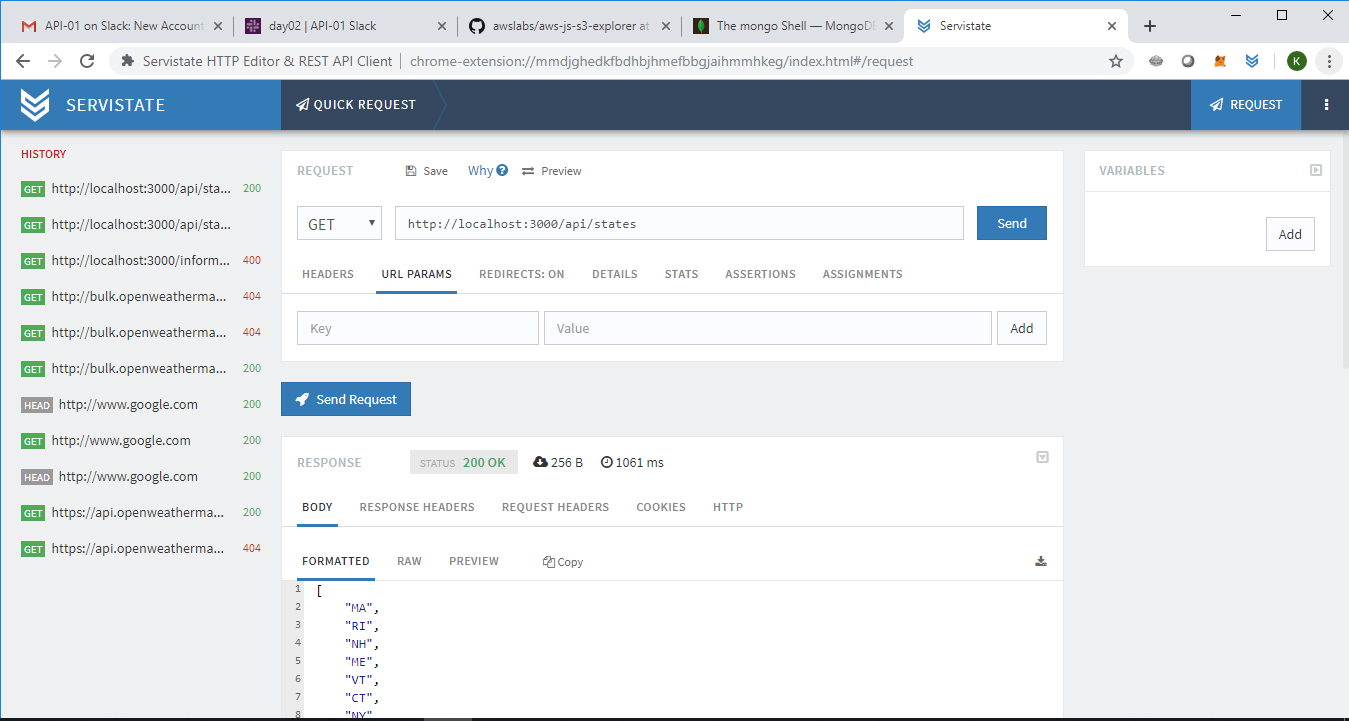 API-01 on Slack: New Account
day02 | API-01 Slack
awslabs/aws-js-s3-explorer at
The mongo Shell — MongoDB
Servistate
Servistate HTTP Editor & REST API Client
chrome-extension://mmdjghedkfbdhbjhmefbbgjaihmmhkeg/index.html#/request
K
SERVISTATE
QUICK REQUEST
REQUEST
HISTORY
GET http://localhost:3000/api/sta... 200
GET http://localhost:3000/api/sta...
GET http://localhost:3000/inform... 400
GET http://bulk.openweatherma... 404
GET http://bulk.openweatherma... 404
GET http://bulk.openweatherma... 200
HEAD http://www.google.com 200
GET http://www.google.com 200
HEAD http://www.google.com 200
GET https://api.openweatherma... 200
GET https://api.openweatherma... 404
REQUEST Save Why ? Preview
GET http://localhost:3000/api/states Send
HEADERS URL PARAMS REDIRECTS: ON DETAILS STATS ASSERTIONS ASSIGNMENTS
Key Value Add
Send Request
RESPONSE STATUS 200 OK 256 B 1061 ms
BODY RESPONSE HEADERS REQUEST HEADERS COOKIES HTTP
FORMATTED RAW PREVIEW Copy
1 [
2 "MA",
3 "RI",
4 "NH",
5 "ME",
6 "VT",
7 "CT",
8 "NY",
VARIABLES
Add